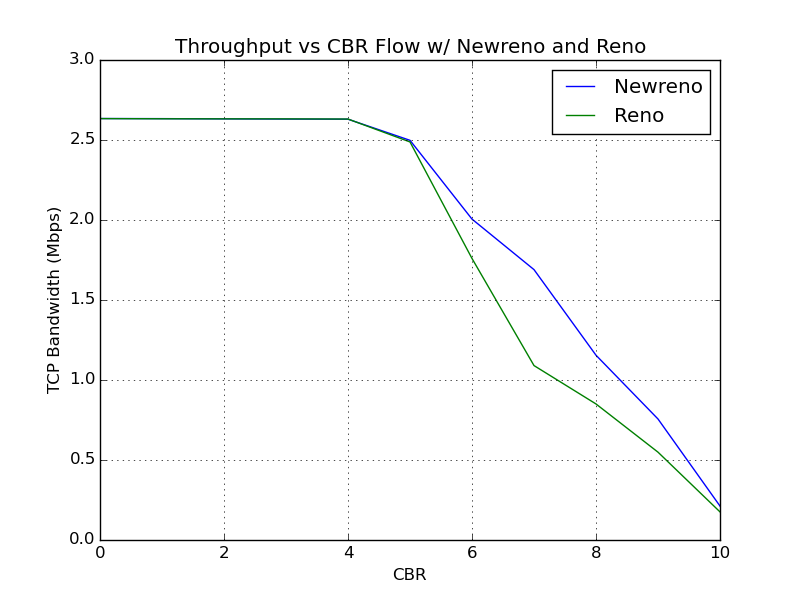 Throughput vs CBR Flow w/ Newreno and Reno
Newreno
Reno
TCP Bandwidth (Mbps)
3.0
2.5
2.0
1.5
1.0
0.5
0.0
0 2 4 6 8 10
CBR